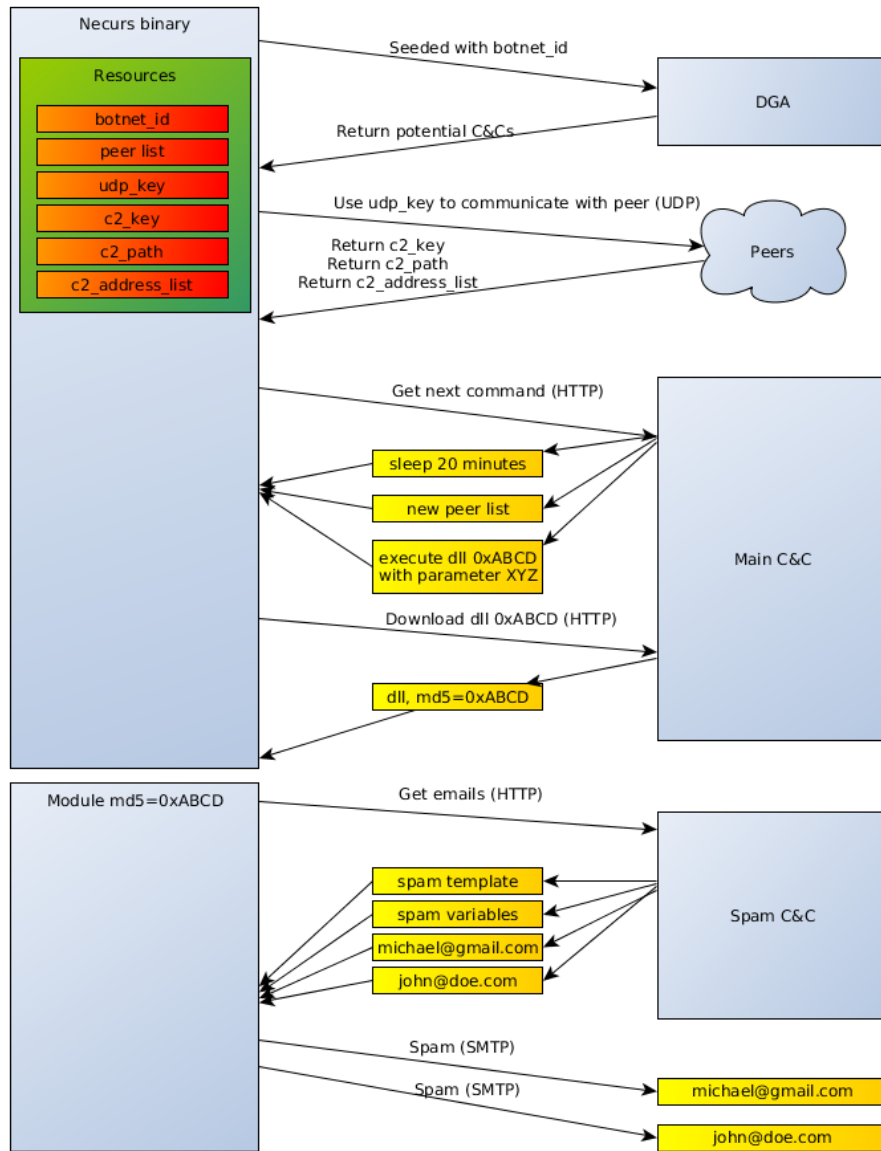 Necurs binary
Seeded with botnet_id
Resources
DGA
botnet_id
Return potential C&Cs
peer list
udp_key
Use udp_key to communicate with peer (UDP)
c2_key
Return c2_key
c2_path
Return c2_path
Peers
Return c2_address_list
c2_address_list
Get next command (HTTP)
sleep 20 minutes
new peer list
execute dll 0xABCD
with parameter XYZ
Main C&C
Download dll 0xABCD (HTTP)
dll, md5=0xABCD
Module md5=0xABCD
Get emails (HTTP)
spam template
spam variables
Spam C&C
michael@gmail.com
john@doe.com
Spam (SMTP)
Spam (SMTP)
michael@gmail.com
john@doe.com